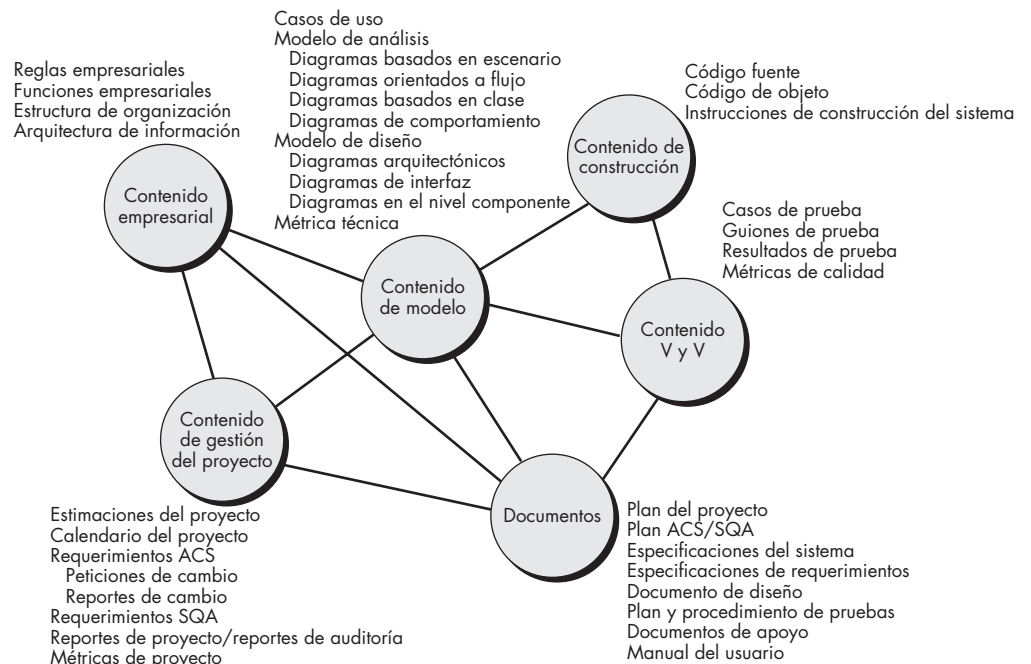 Casos de uso
Modelo de análisis
Diagramas basados en escenario
Diagramas orientados a flujo
Diagramas basados en clase
Diagramas de comportamiento
Modelo de diseño
Diagramas arquitectónicos
Diagramas de interfaz
Diagramas en el nivel componente
Métrica técnica
Reglas empresariales
Funciones empresariales
Estructura de organización
Arquitectura de información
Código fuente
Código de objeto
Instrucciones de construcción del sistema
Contenido
empresarial
Contenido de
construcción
Casos de prueba
Guiones de prueba
Resultados de prueba
Métricas de calidad
Contenido
de modelo
Contenido
V y V
Contenido
de gestión
del proyecto
Documentos
Estimaciones del proyecto
Calendario del proyecto
Requerimientos ACS
Peticiones de cambio
Reportes de cambio
Requerimientos SQA
Reportes de proyecto/reportes de auditoría
Métricas de proyecto
Plan del proyecto
Plan ACS/SQA
Especificaciones del sistema
Especificaciones de requerimientos
Documento de diseño
Plan y procedimiento de pruebas
Documentos de apoyo
Manual del usuario